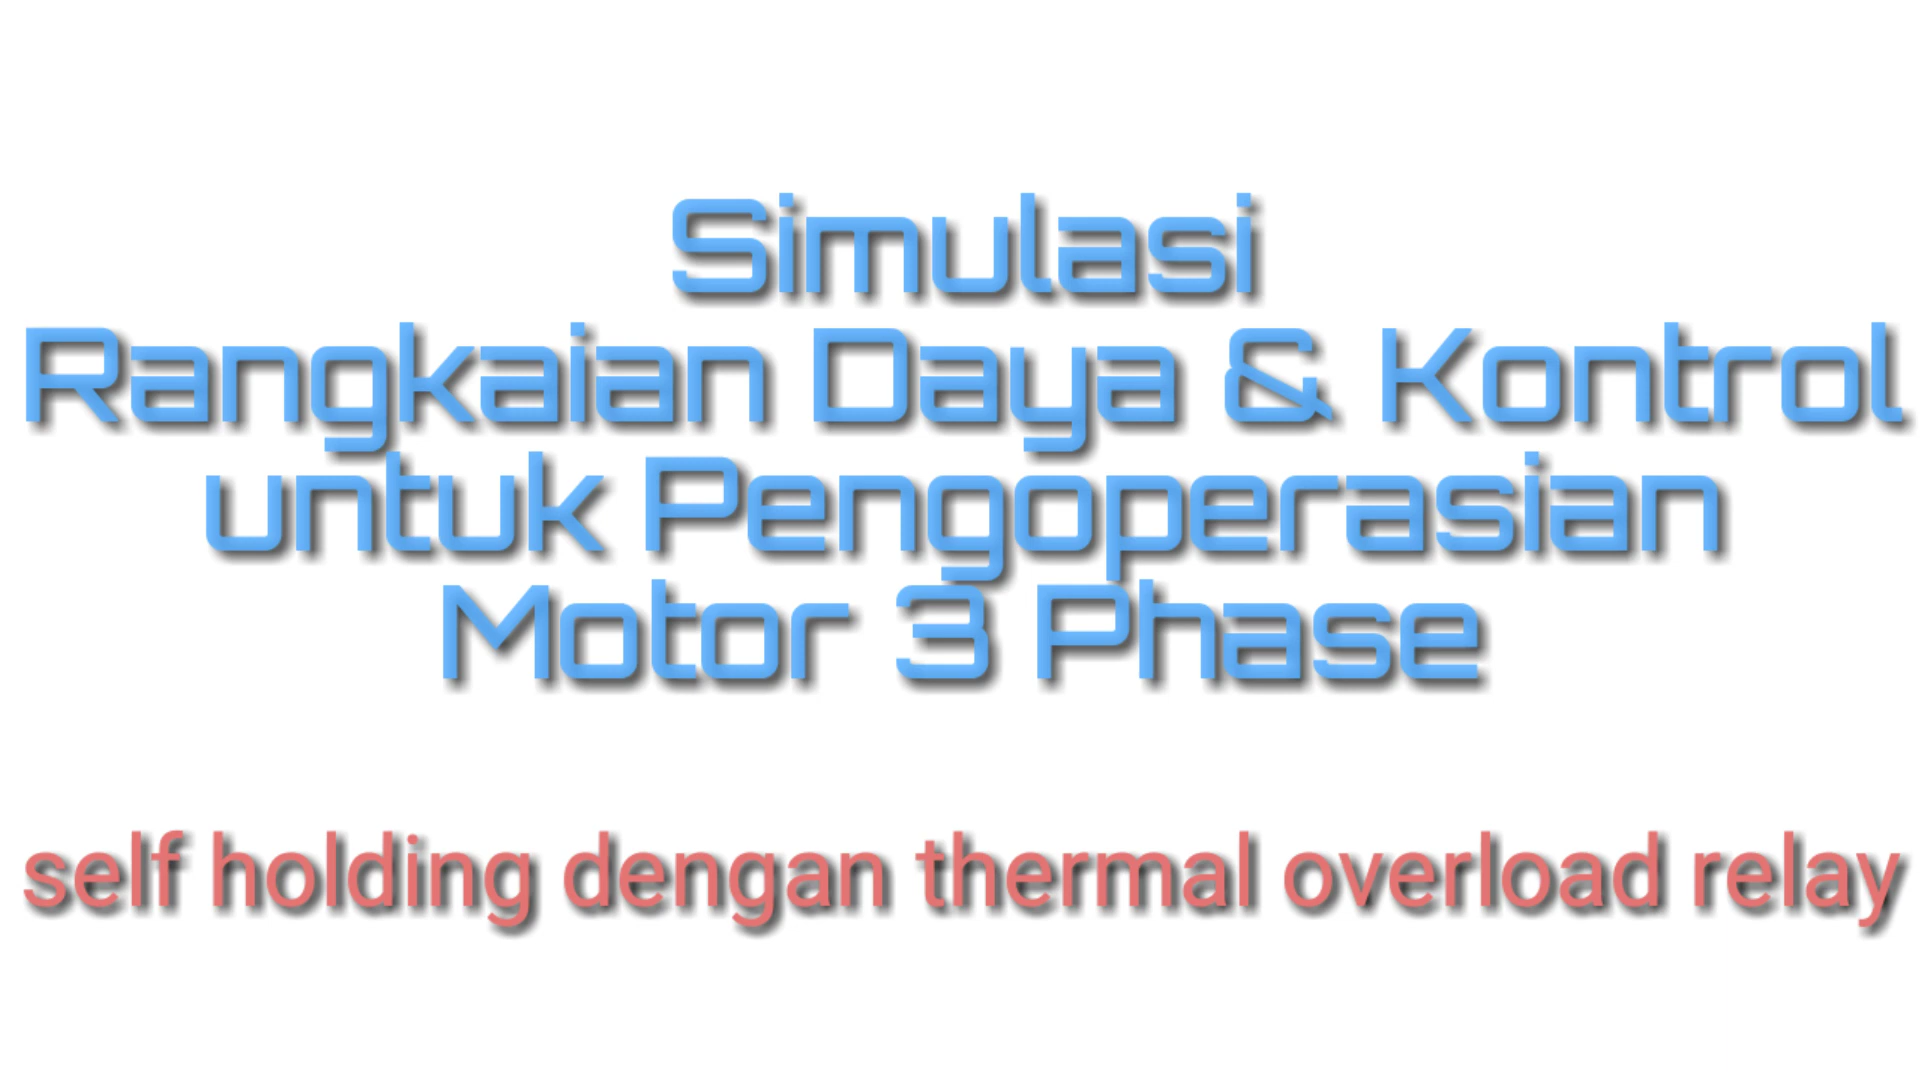 Simulasi
Rangkaian Daya & Kontrol
untuk Pengoperasian
Motor 3 Phase
self holding dengan thermal overload relay